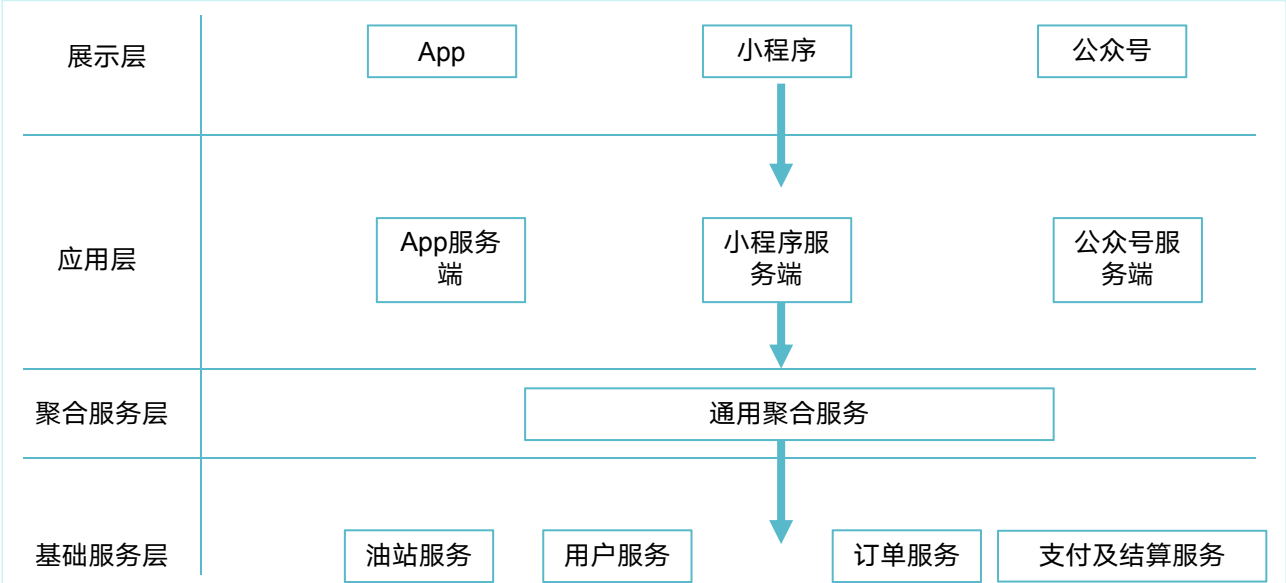 展示层
App
小程序
公众号
应用层
App服务
端
小程序服
务端
公众号服
务端
聚合服务层
通用聚合服务
基础服务层
油站服务
用户服务
订单服务
支付及结算服务